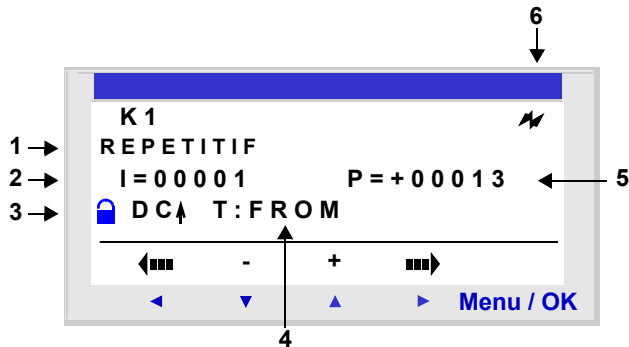 6
K1
1 REPETITIF
2 I=00001 P=+00013 5
3 DC T:FROM
- +
Menu / OK
4